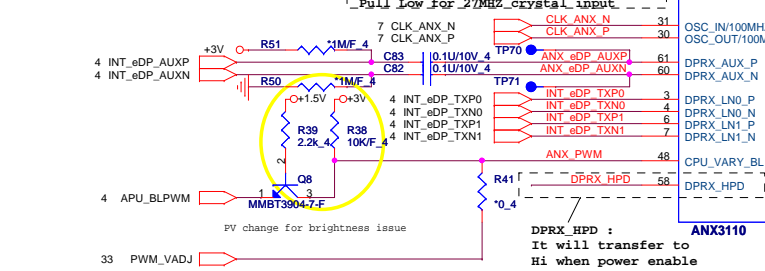 Pull Low for 27MHZ crystal input
7 CLK_ANX_N CLK_ANX_N 31 OSC_IN/100MH
7 CLK_ANX_P CLK_ANX_P 30 OSC_OUT/100M
+3V R51 *1M/F_4 TP70
4 INT_eDP_AUXP C83 0.1U/10V_4 ANX_eDP_AUXP 61 DPRX_AUX_P
4 INT_eDP_AUXN C82 0.1U/10V_4 ANX_eDP_AUXN 60 DPRX_AUX_N
R50 *1M/F_4 TP71
+1.5V +3V
4 INT_eDP_TXP0 INT_eDP_TXP0 3 DPRX_LN0_P
4 INT_eDP_TXN0 INT_eDP_TXN0 4 DPRX_LN0_N
4 INT_eDP_TXP1 INT_eDP_TXP1 6 DPRX_LN1_P
4 INT_eDP_TXN1 INT_eDP_TXN1 7 DPRX_LN1_N
R39 R38
2.2k_4 10K/F_4
ANX_PWM 48 CPU_VARY_BL
2
Q8 R41 DPRX_HPD 58 DPRX_HPD
4 APU_BLPWM 1 3
MMBT3904-7-F *0_4
PV change for brightness issue
DPRX_HPD : ANX3110
It will transfer to
33 PWM_VADJ Hi when power enable